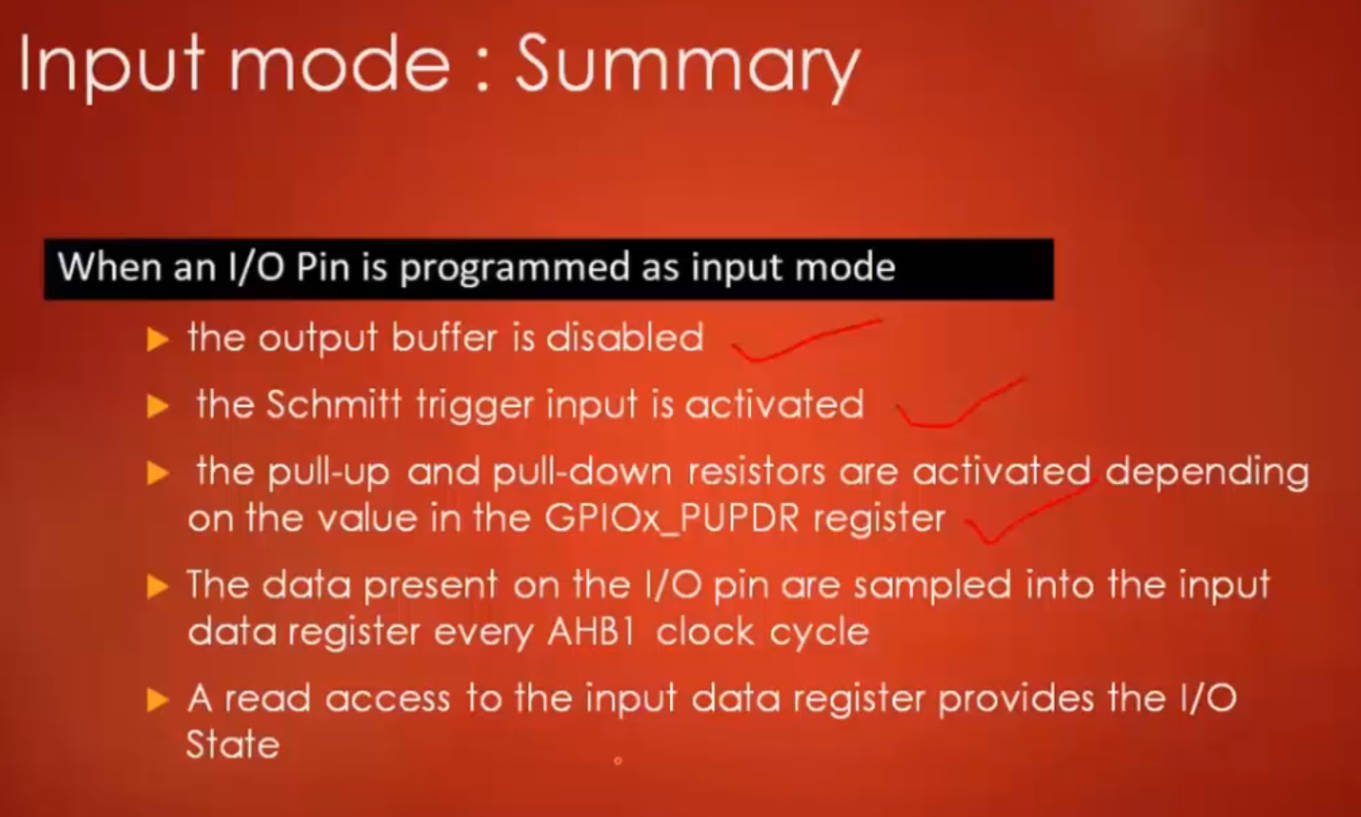 Input mode : Summary
When an I/O Pin is programmed as input mode
the output buffer is disabled
the Schmitt trigger input is activated
the pull-up and pull-down resistors are activated depending
on the value in the GPIOx_PUPDR register
The data present on the I/O pin are sampled into the input
data register every AHB1 clock cycle
A read access to the input data register provides the I/O
State